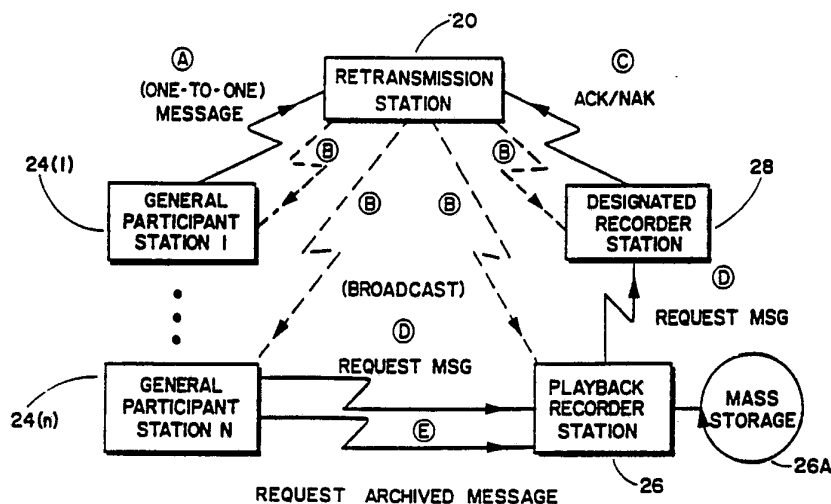 20
Ⓐ
(ONE-TO-ONE)
MESSAGE
RETRANSMISSION
STATION
Ⓒ
ACK/NAK
24(1)
Ⓑ
Ⓑ
Ⓑ
Ⓑ
28
GENERAL
PARTICIPANT
STATION 1
DESIGNATED
RECORDER
STATION
(BROADCAST)
Ⓓ
REQUEST MSG
Ⓓ
REQUEST MSG
24(n)
GENERAL
PARTICIPANT
STATION N
Ⓔ
PLAYBACK
RECORDER
STATION
MASS
STORAGE
26
26A
REQUEST ARCHIVED MESSAGE